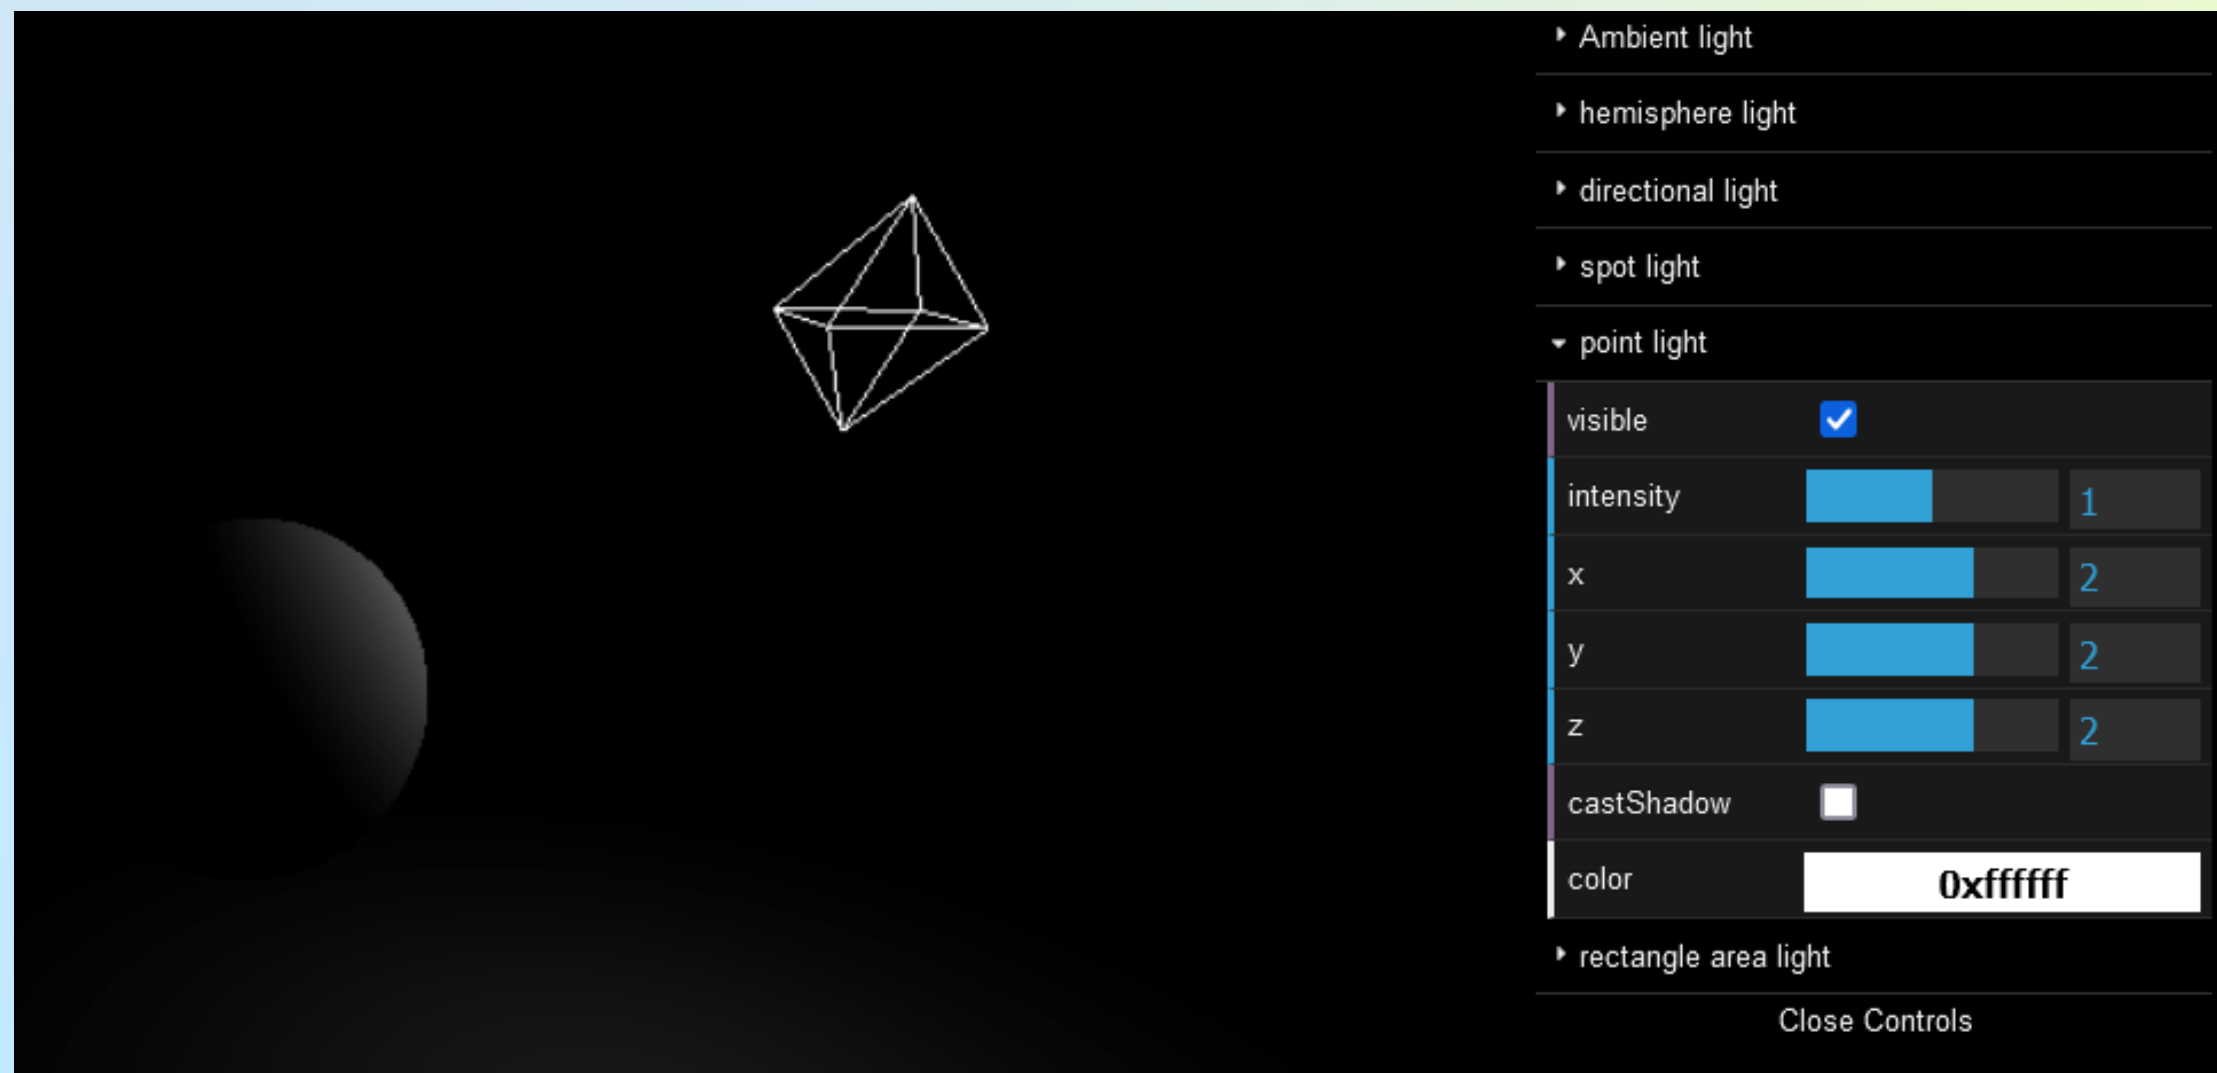 Ambient light
hemisphere light
directional light
spot light
point light
visible
intensity 1
x 2
y 2
z 2
castShadow
color 0xffffff
rectangle area light
Close Controls